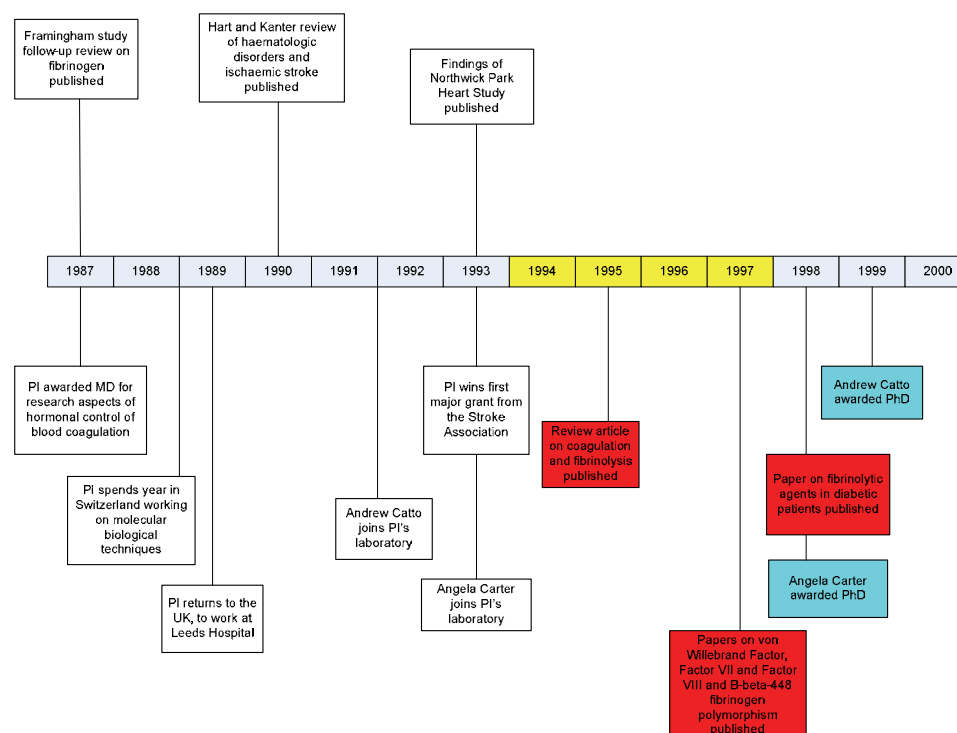 Framingham study
follow-up review on
fibrinogen
published
Hart and Kanter review
of haematologic
disorders and
ischaemic stroke
published
Findings of
Northwick Park
Heart Study
published
1987 1988 1989 1990 1991 1992 1993 1994 1995 1996 1997 1998 1999 2000
PI awarded MD for
research aspects of
hormonal control of
blood coagulation
PI spends year in
Switzerland working
on molecular
biological
techniques
PI returns to the
UK, to work at
Leeds Hospital
Andrew Catto
joins PI's
laboratory
PI wins first
major grant from
the Stroke
Association
Angela Carter
joins PI's
laboratory
Review article
on coagulation
and fibrinolysis
published
Papers on von
Willebrand Factor,
Factor VII and Factor
VIII and B-beta-448
fibrinogen
polymorphism
published
Paper on fibrinolytic
agents in diabetic
patients published
Angela Carter
awarded PhD
Andrew Catto
awarded PhD